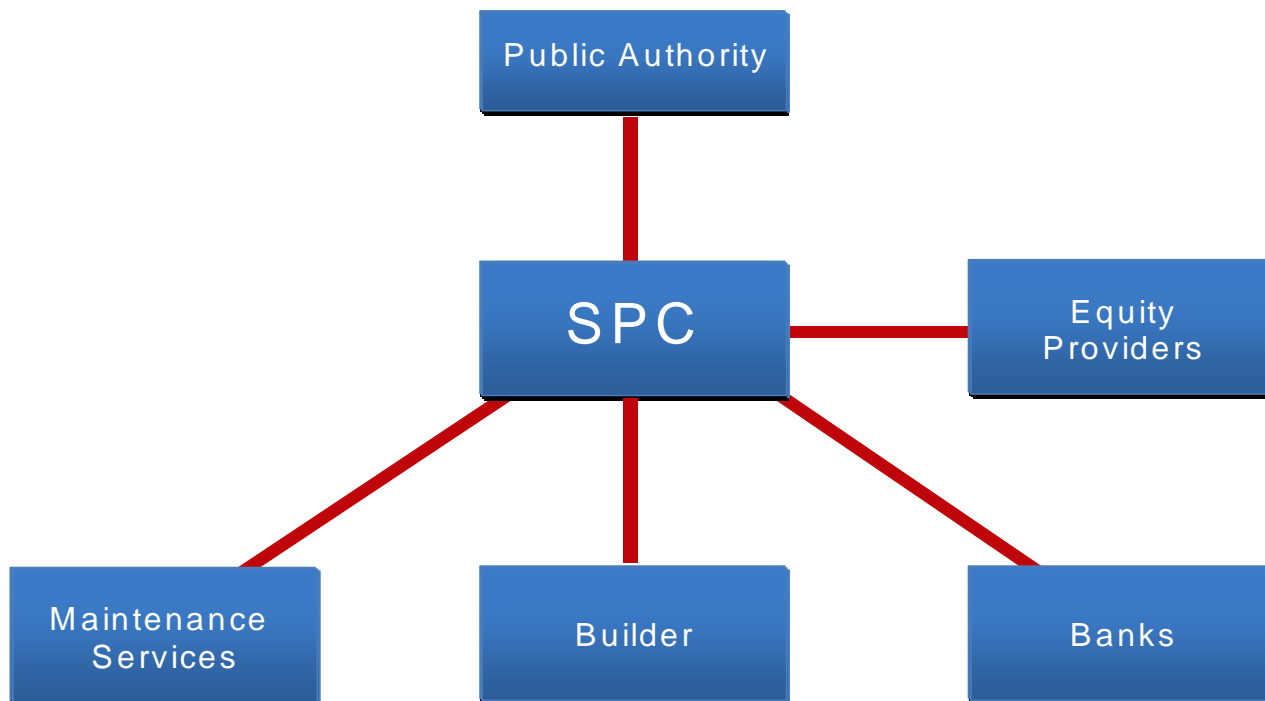 Public Authority
SPC
Equity
Providers
Maintenance
Services
Builder
Banks